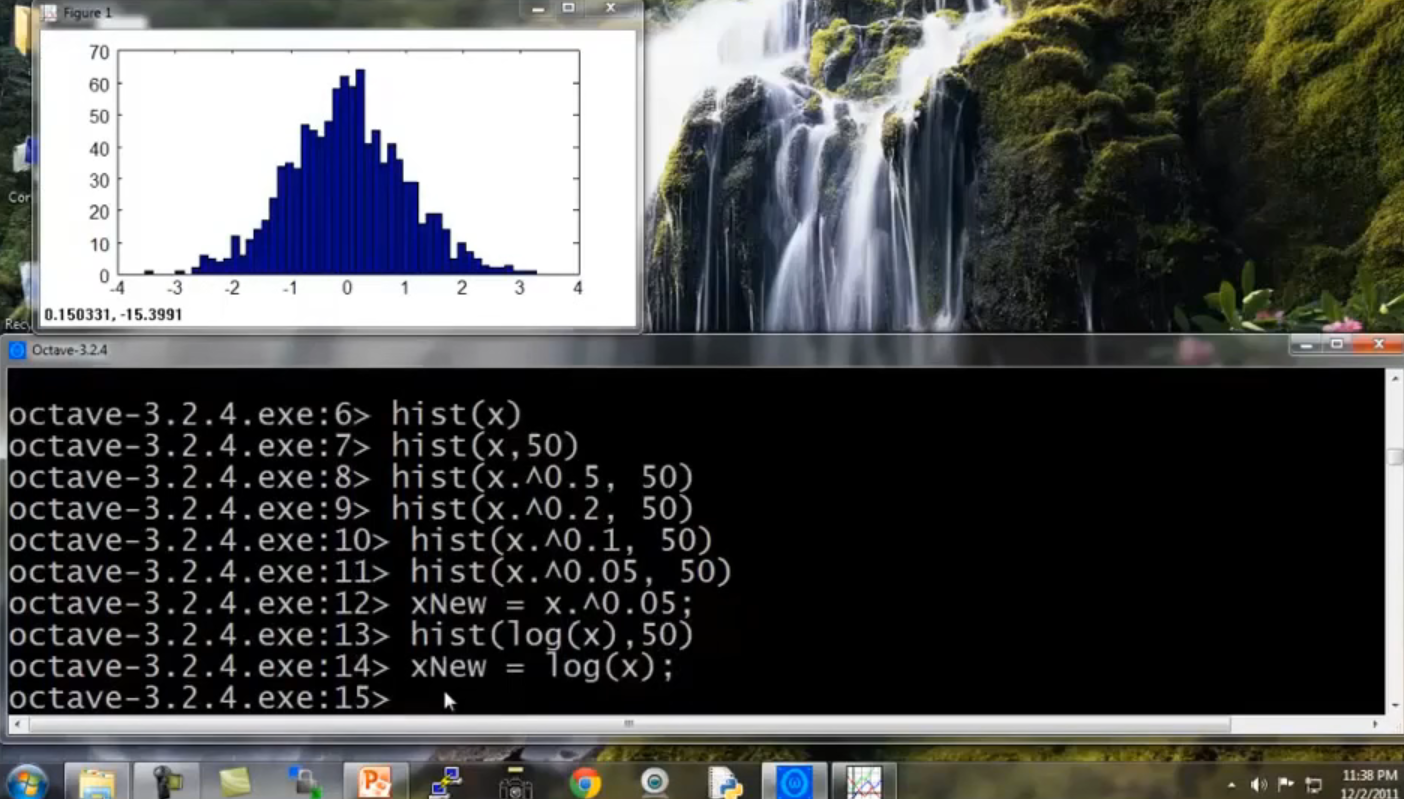 Figure 1
70
60
50
40
30
20
10
0
-4 -3 -2 -1 0 1 2 3 4
0.150331, -15.3991
Octave-3.2.4
octave-3.2.4.exe:6> hist(x)
octave-3.2.4.exe:7> hist(x,50)
octave-3.2.4.exe:8> hist(x.^0.5, 50)
octave-3.2.4.exe:9> hist(x.^0.2, 50)
octave-3.2.4.exe:10> hist(x.^0.1, 50)
octave-3.2.4.exe:11> hist(x.^0.05, 50)
octave-3.2.4.exe:12> xNew = x.^0.05;
octave-3.2.4.exe:13> hist(log(x),50)
octave-3.2.4.exe:14> xNew = log(x);
octave-3.2.4.exe:15>
11:38 PM
12/2/2011